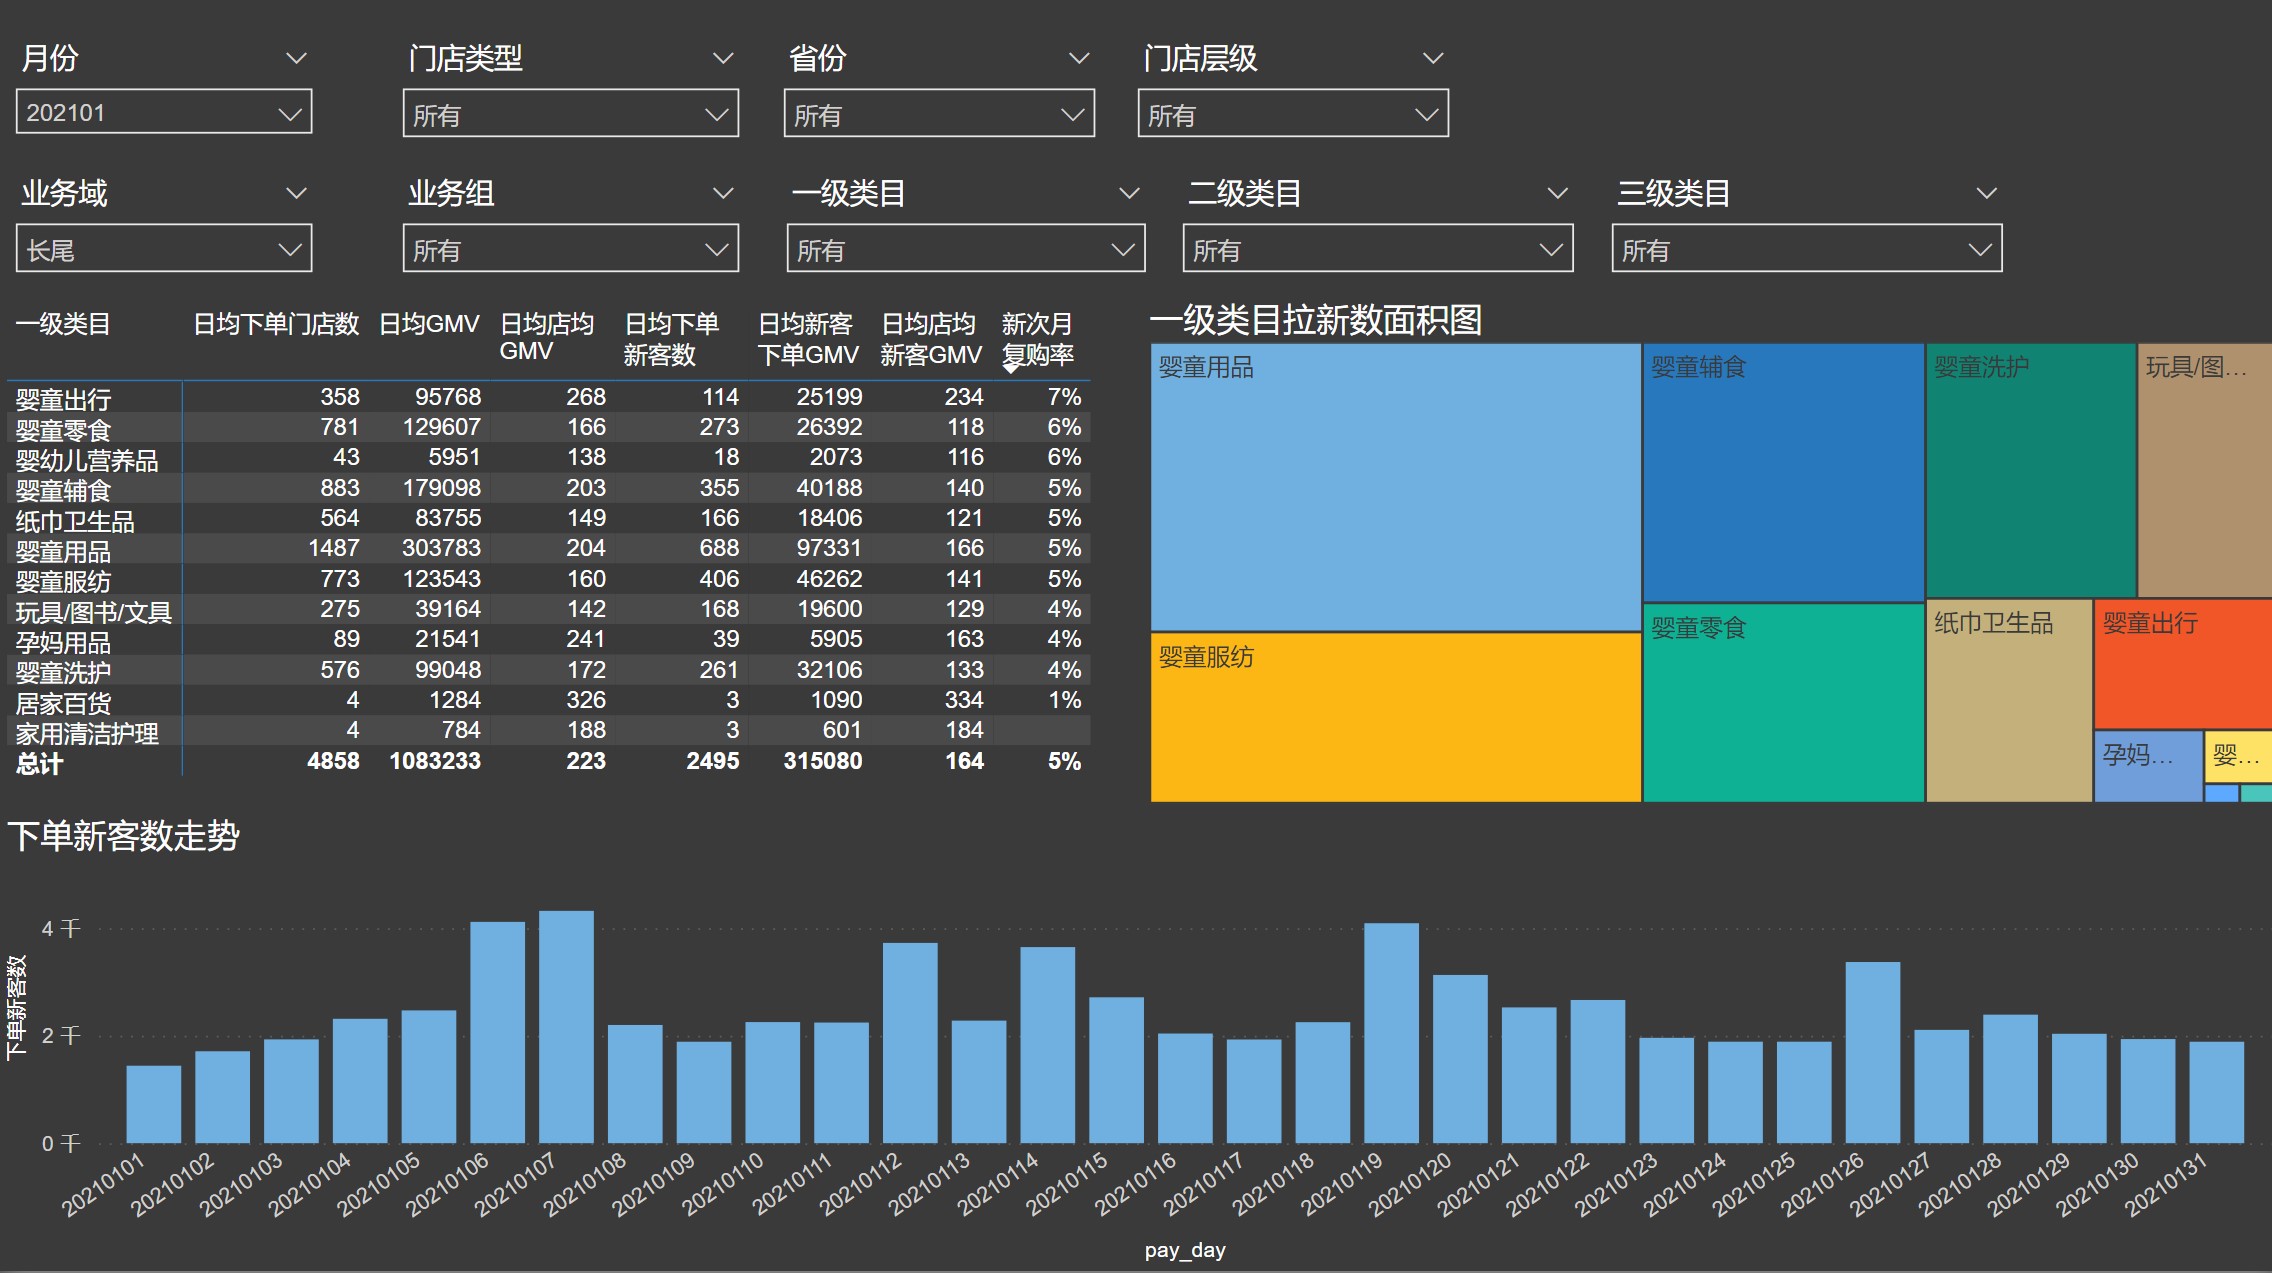 月份
门店类型
省份
门店层级
202101
所有
所有
所有
业务域
业务组
一级类目
二级类目
三级类目
长尾
所有
所有
所有
所有
一级类目 日均下单门店数 日均GMV 日均店均GMV 日均下单新客数 日均新客下单GMV 日均店均新客GMV 新次月复购率
婴童出行 358 95768 268 114 25199 234 7%
婴童零食 781 129607 166 273 26392 118 6%
婴幼儿营养品 43 5951 138 18 2073 116 6%
婴童辅食 883 179098 203 355 40188 140 5%
纸巾卫生品 564 83755 149 166 18406 121 5%
婴童用品 1487 303783 204 688 97331 166 5%
婴童服纺 773 123543 160 406 46262 141 5%
玩具/图书/文具 275 39164 142 168 19600 129 4%
孕妈用品 89 21541 241 39 5905 163 4%
婴童洗护 576 99048 172 261 32106 133 4%
居家百货 4 1284 326 3 1090 334 1%
家用清洁护理 4 784 188 3 601 184
总计 4858 1083233 223 2495 315080 164 5%
一级类目拉新数面积图
婴童用品
婴童辅食
婴童洗护
玩具/图...
婴童服纺
婴童零食
纸巾卫生品
婴童出行
孕妈...
婴...
下单新客数走势
下单新客数
4 千
2 千
0 千
20210101
20210102
20210103
20210104
20210105
20210106
20210107
20210108
20210109
20210110
20210111
20210112
20210113
20210114
20210115
20210116
20210117
20210118
20210119
20210120
20210121
20210122
20210123
20210124
20210125
20210126
20210127
20210128
20210129
20210130
20210131
pay_day